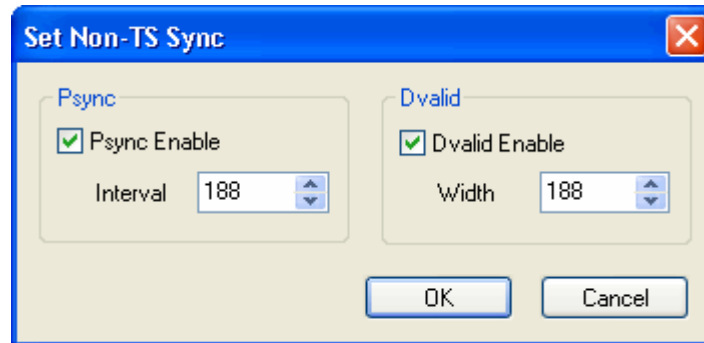 Set Non-TS Sync
Psync
Psync Enable
Interval 188
Dvalid
Dvalid Enable
Width 188
OK Cancel